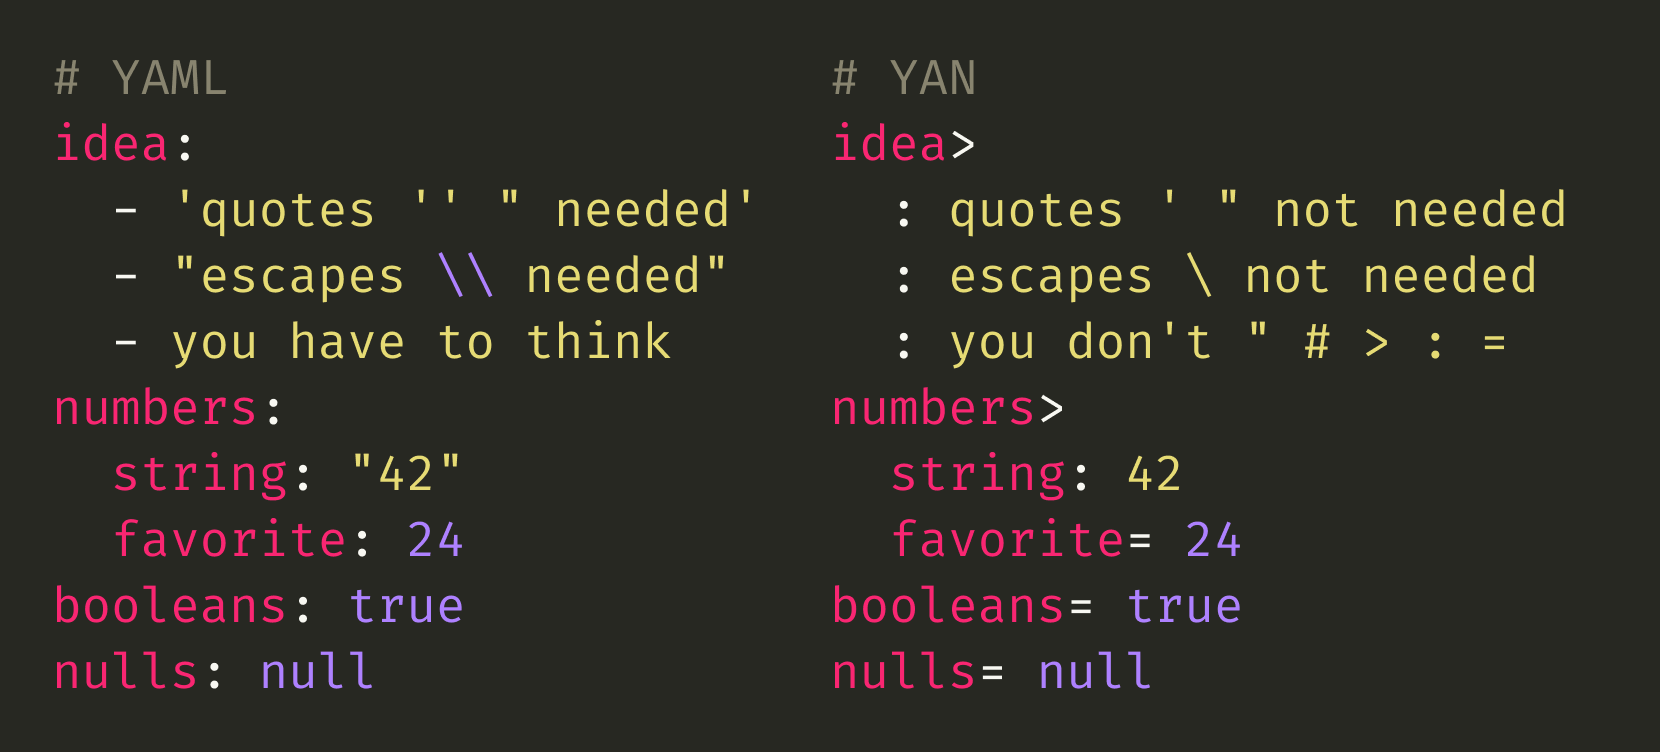 # YAML
idea:
  - 'quotes '' " needed'
  - "escapes \\ needed"
  - you have to think
numbers:
  string: "42"
  favorite: 24
booleans: true
nulls: null
# YAN
idea>
  : quotes ' " not needed
  : escapes \ not needed
  : you don't " # > : =
numbers>
  string: 42
  favorite= 24
booleans= true
nulls= null